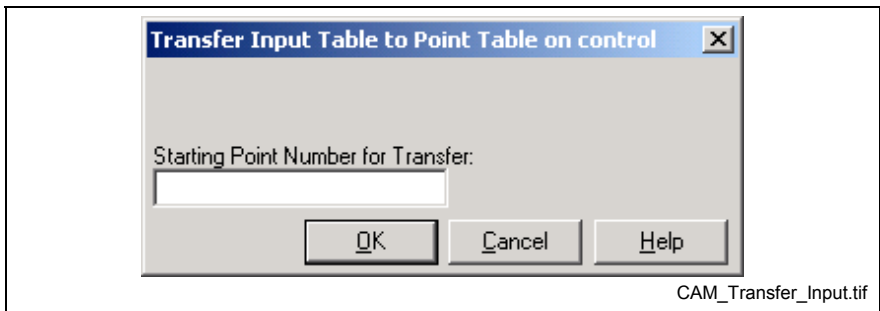 Transfer Input Table to Point Table on control
Starting Point Number for Transfer:
OK Cancel Help
CAM_Transfer_Input.tif